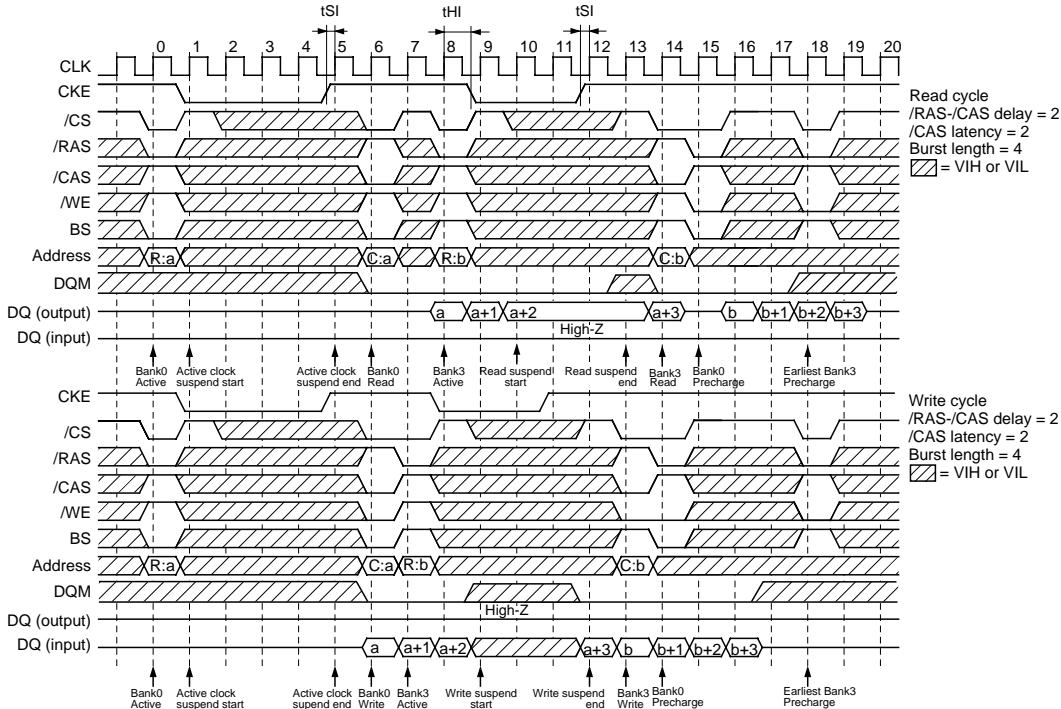 tSI tHI tSI
0 1 2 3 4 5 6 7 8 9 10 11 12 13 14 15 16 17 18 19 20
CLK
CKE
/CS
/RAS
/CAS
/WE
BS
Address R:a C:a R:b C:b
DQM
DQ (output) a a+1 a+2 a+3 b b+1 b+2 b+3
High-Z
DQ (input)
Bank0 Active
Active clock suspend start
Active clock suspend end
Bank0 Read
Bank3 Active
Read suspend start
Read suspend end
Bank3 Read
Bank0 Precharge
Earliest Bank3 Precharge
Read cycle
/RAS-/CAS delay = 2
/CAS latency = 2
Burst length = 4
= VIH or VIL
CKE
/CS
/RAS
/CAS
/WE
BS
Address R:a C:a R:b C:b
DQM
High-Z
DQ (output)
DQ (input) a a+1 a+2 a+3 b b+1 b+2 b+3
Bank0 Active
Active clock suspend start
Active clock suspend end
Bank0 Write
Bank3 Active
Write suspend start
Write suspend end
Bank3 Write
Bank0 Precharge
Earliest Bank3 Precharge
Write cycle
/RAS-/CAS delay = 2
/CAS latency = 2
Burst length = 4
= VIH or VIL